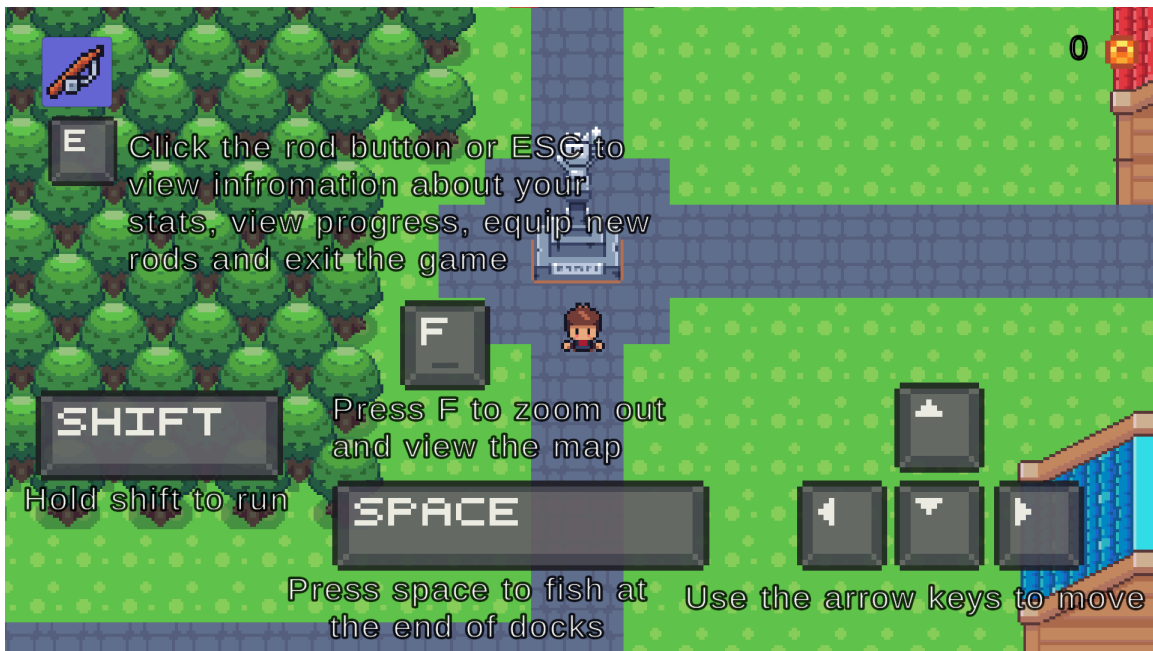 0
E
Click the rod button or ESC to
view infromation about your
stats, view progress, equip new
rods and exit the game
F
Press F to zoom out
and view the map
SHIFT
Hold shift to run
SPACE
Press space to fish at
the end of docks
Use the arrow keys to move